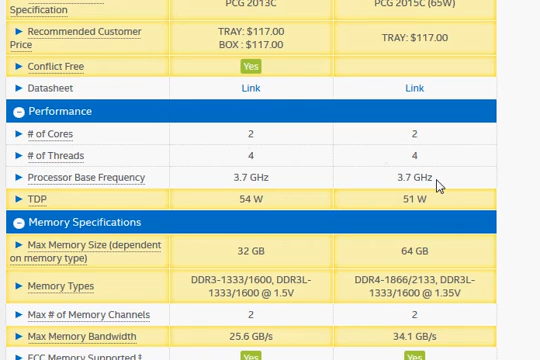 Specification PCG 2013C PCG 2015C (65W)
Recommended Customer TRAY: $117.00 TRAY: $117.00
Price BOX : $117.00
Conflict Free Yes
Datasheet Link Link
Performance
# of Cores 2 2
# of Threads 4 4
Processor Base Frequency 3.7 GHz 3.7 GHz
TDP 54 W 51 W
Memory Specifications
Max Memory Size (dependent 32 GB 64 GB
on memory type)
Memory Types DDR3-1333/1600, DDR3L- DDR4-1866/2133, DDR3L-
1333/1600 @ 1.5V 1333/1600 @ 1.35V
Max # of Memory Channels 2 2
Max Memory Bandwidth 25.6 GB/s 34.1 GB/s
ECC Memory Supported ‡ Yes Yes